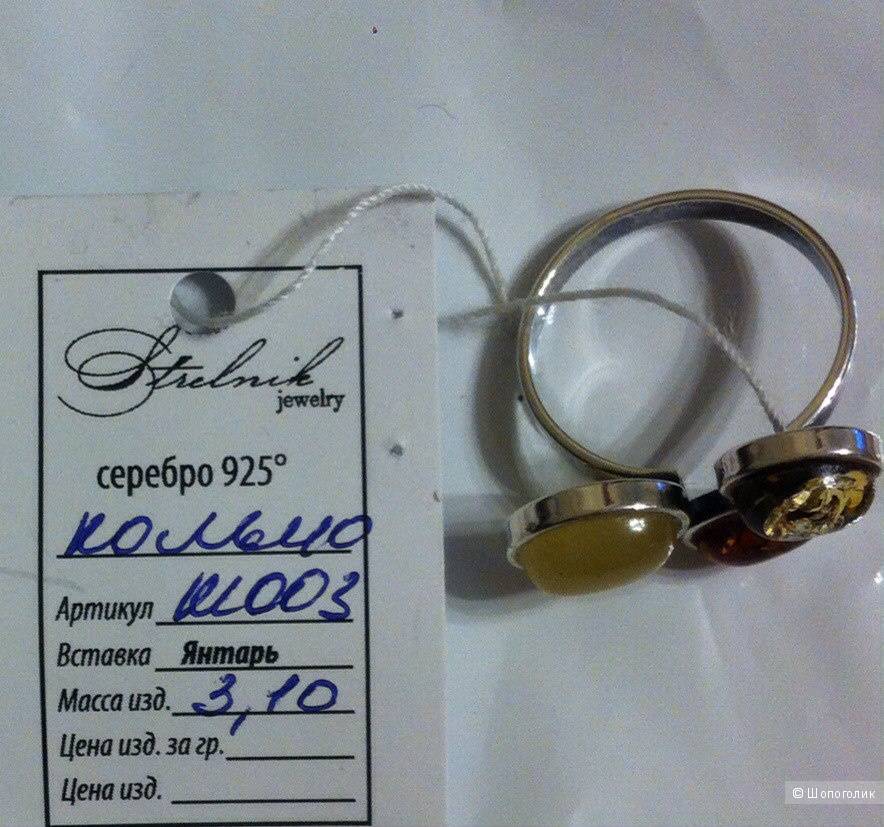 Strelnik
jewelry
серебро 925°
кольцо
Артикул К1003
Вставка Янтарь
Масса изд. 3,10
Цена изд. за гр.
Цена изд.
© Шопоголик